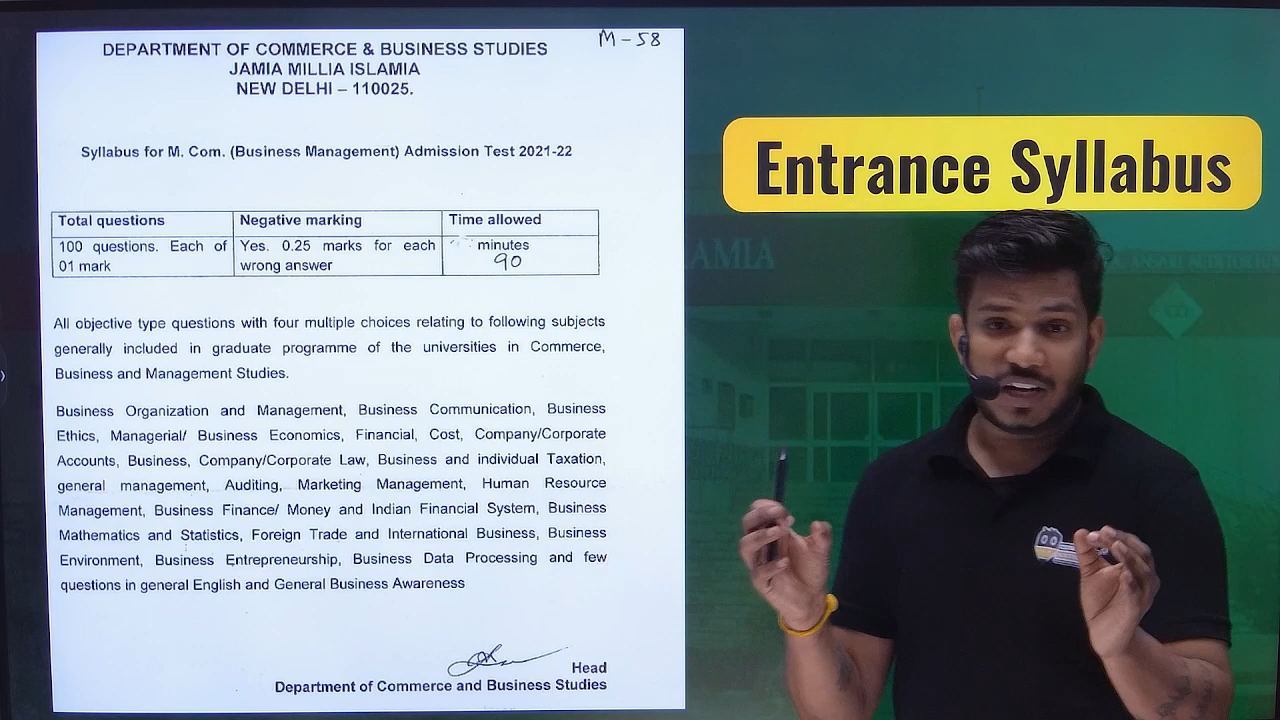 M-58
DEPARTMENT OF COMMERCE & BUSINESS STUDIES
JAMIA MILLIA ISLAMIA
NEW DELHI – 110025.
Syllabus for M. Com. (Business Management) Admission Test 2021-22
Total questions Negative marking Time allowed
100 questions. Each of Yes. 0.25 marks for each minutes
01 mark wrong answer 90
All objective type questions with four multiple choices relating to following subjects
generally included in graduate programme of the universities in Commerce,
Business and Management Studies.
Business Organization and Management, Business Communication, Business
Ethics, Managerial/ Business Economics, Financial, Cost, Company/Corporate
Accounts, Business, Company/Corporate Law, Business and individual Taxation,
general management, Auditing, Marketing Management, Human Resource
Management, Business Finance/ Money and Indian Financial System, Business
Mathematics and Statistics, Foreign Trade and International Business, Business
Environment, Business Entrepreneurship, Business Data Processing and few
questions in general English and General Business Awareness
Head
Department of Commerce and Business Studies
Entrance Syllabus